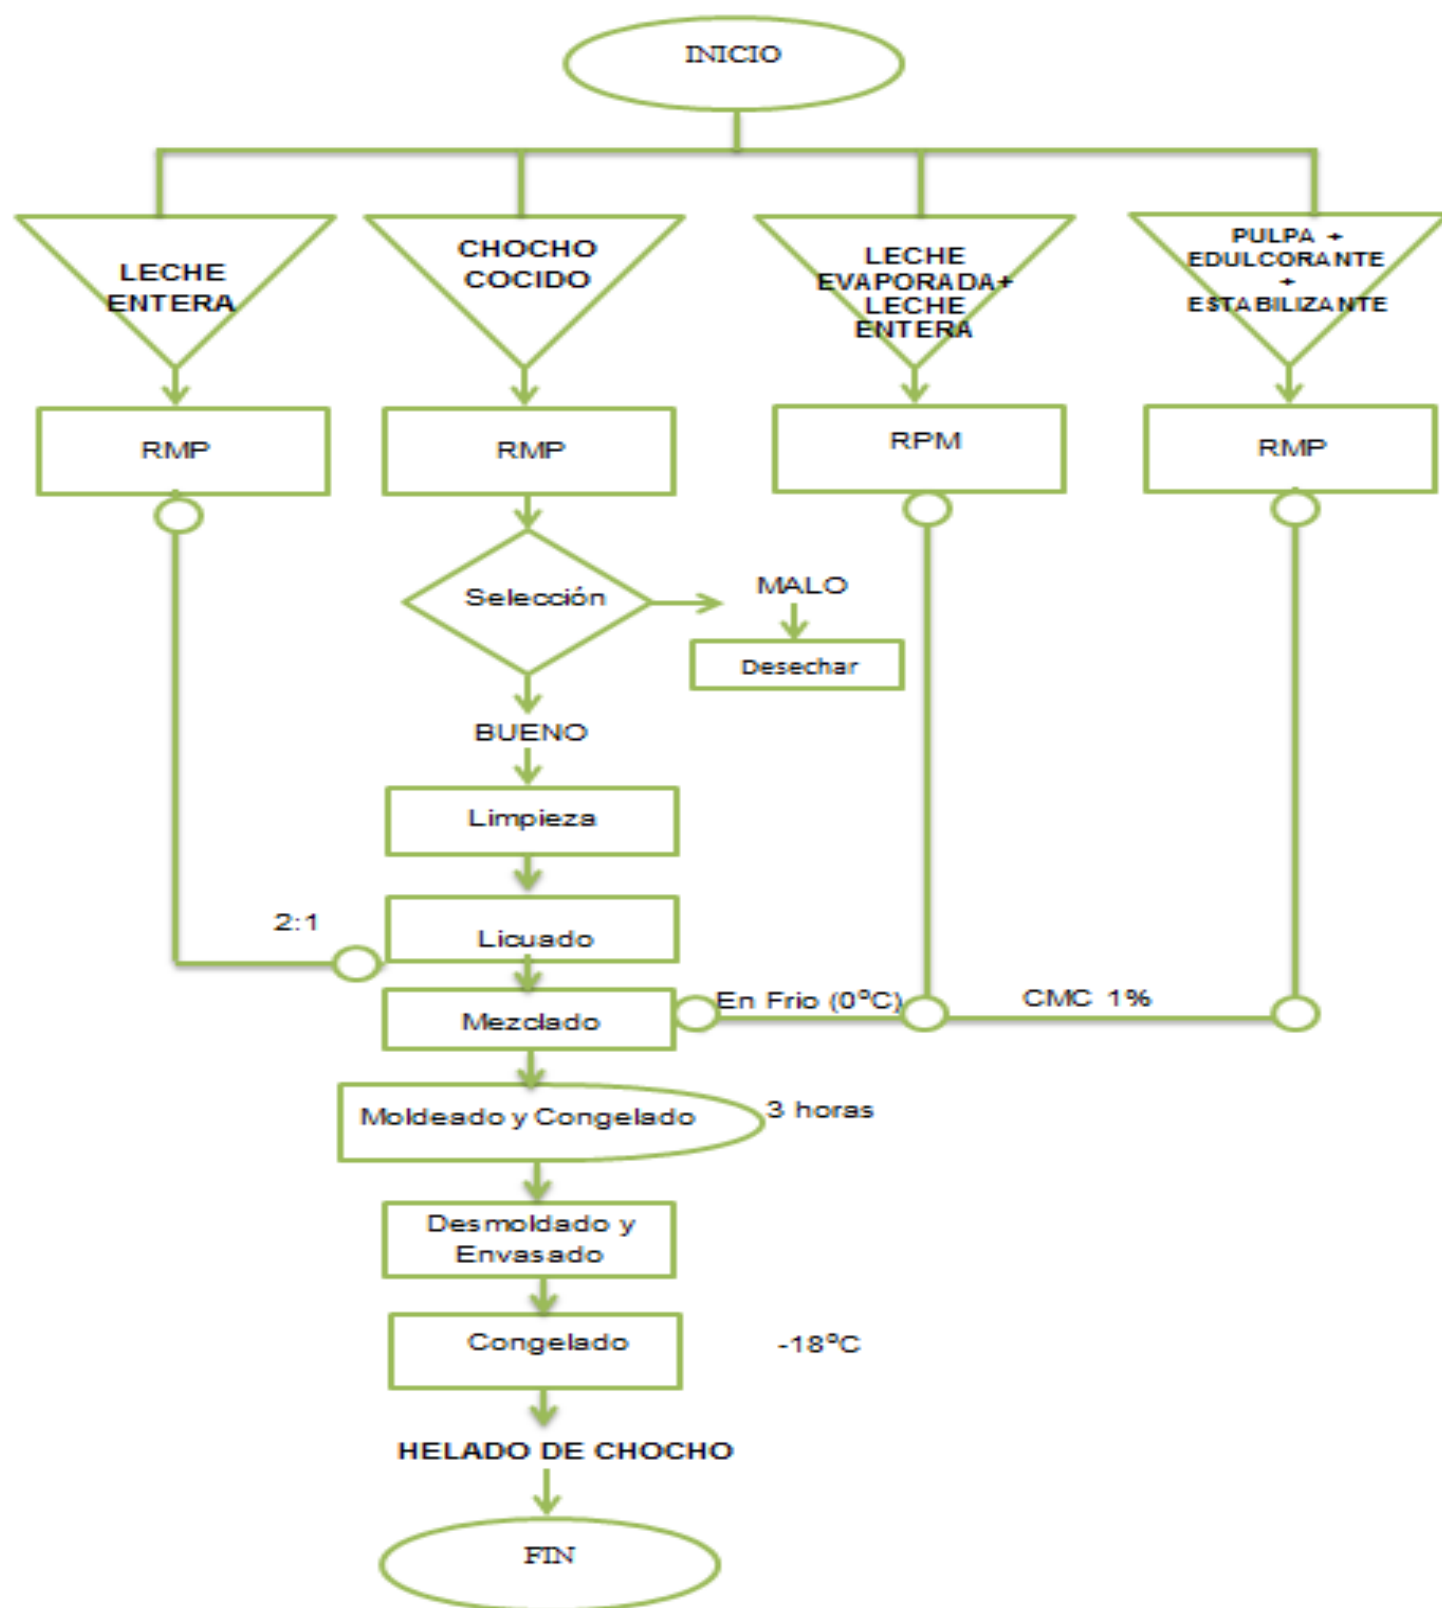 INICIO
LECHE
ENTERA
CHOCHO
COCIDO
LECHE
EVAPORADA+
LECHE
ENTERA
PULPA +
EDULCORANTE
+
ESTABILIZANTE
RMP
RMP
RPM
RMP
Selección
MALO
Desechar
BUENO
Limpieza
2:1
Licuado
Mezclado
En Frio (0°C)
CMC 1%
Moldeado y Congelado
3 horas
Desmoldado y
Envasado
Congelado
-18°C
HELADO DE CHOCHO
FIN